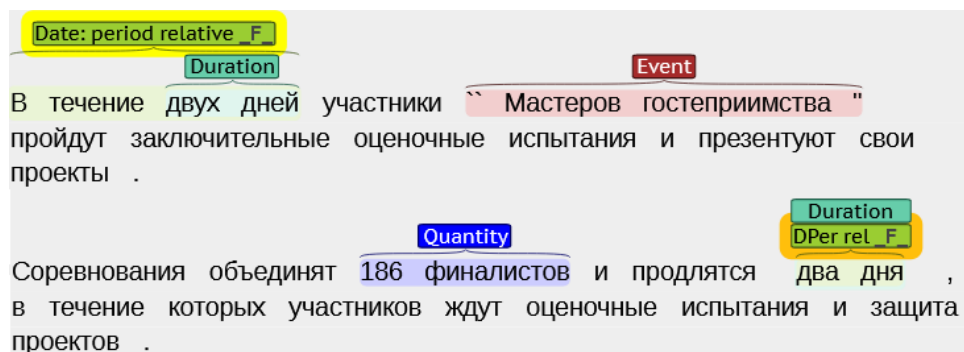 Date: period relative _F_
Duration Event
В течение двух дней участники `` Мастеров гостеприимства "
пройдут заключительные оценочные испытания и презентуют свои
проекты .
Duration
Quantity DPer rel _F_
Соревнования объединят 186 финалистов и продлятся два дня ,
в течение которых участников ждут оценочные испытания и защита
проектов .